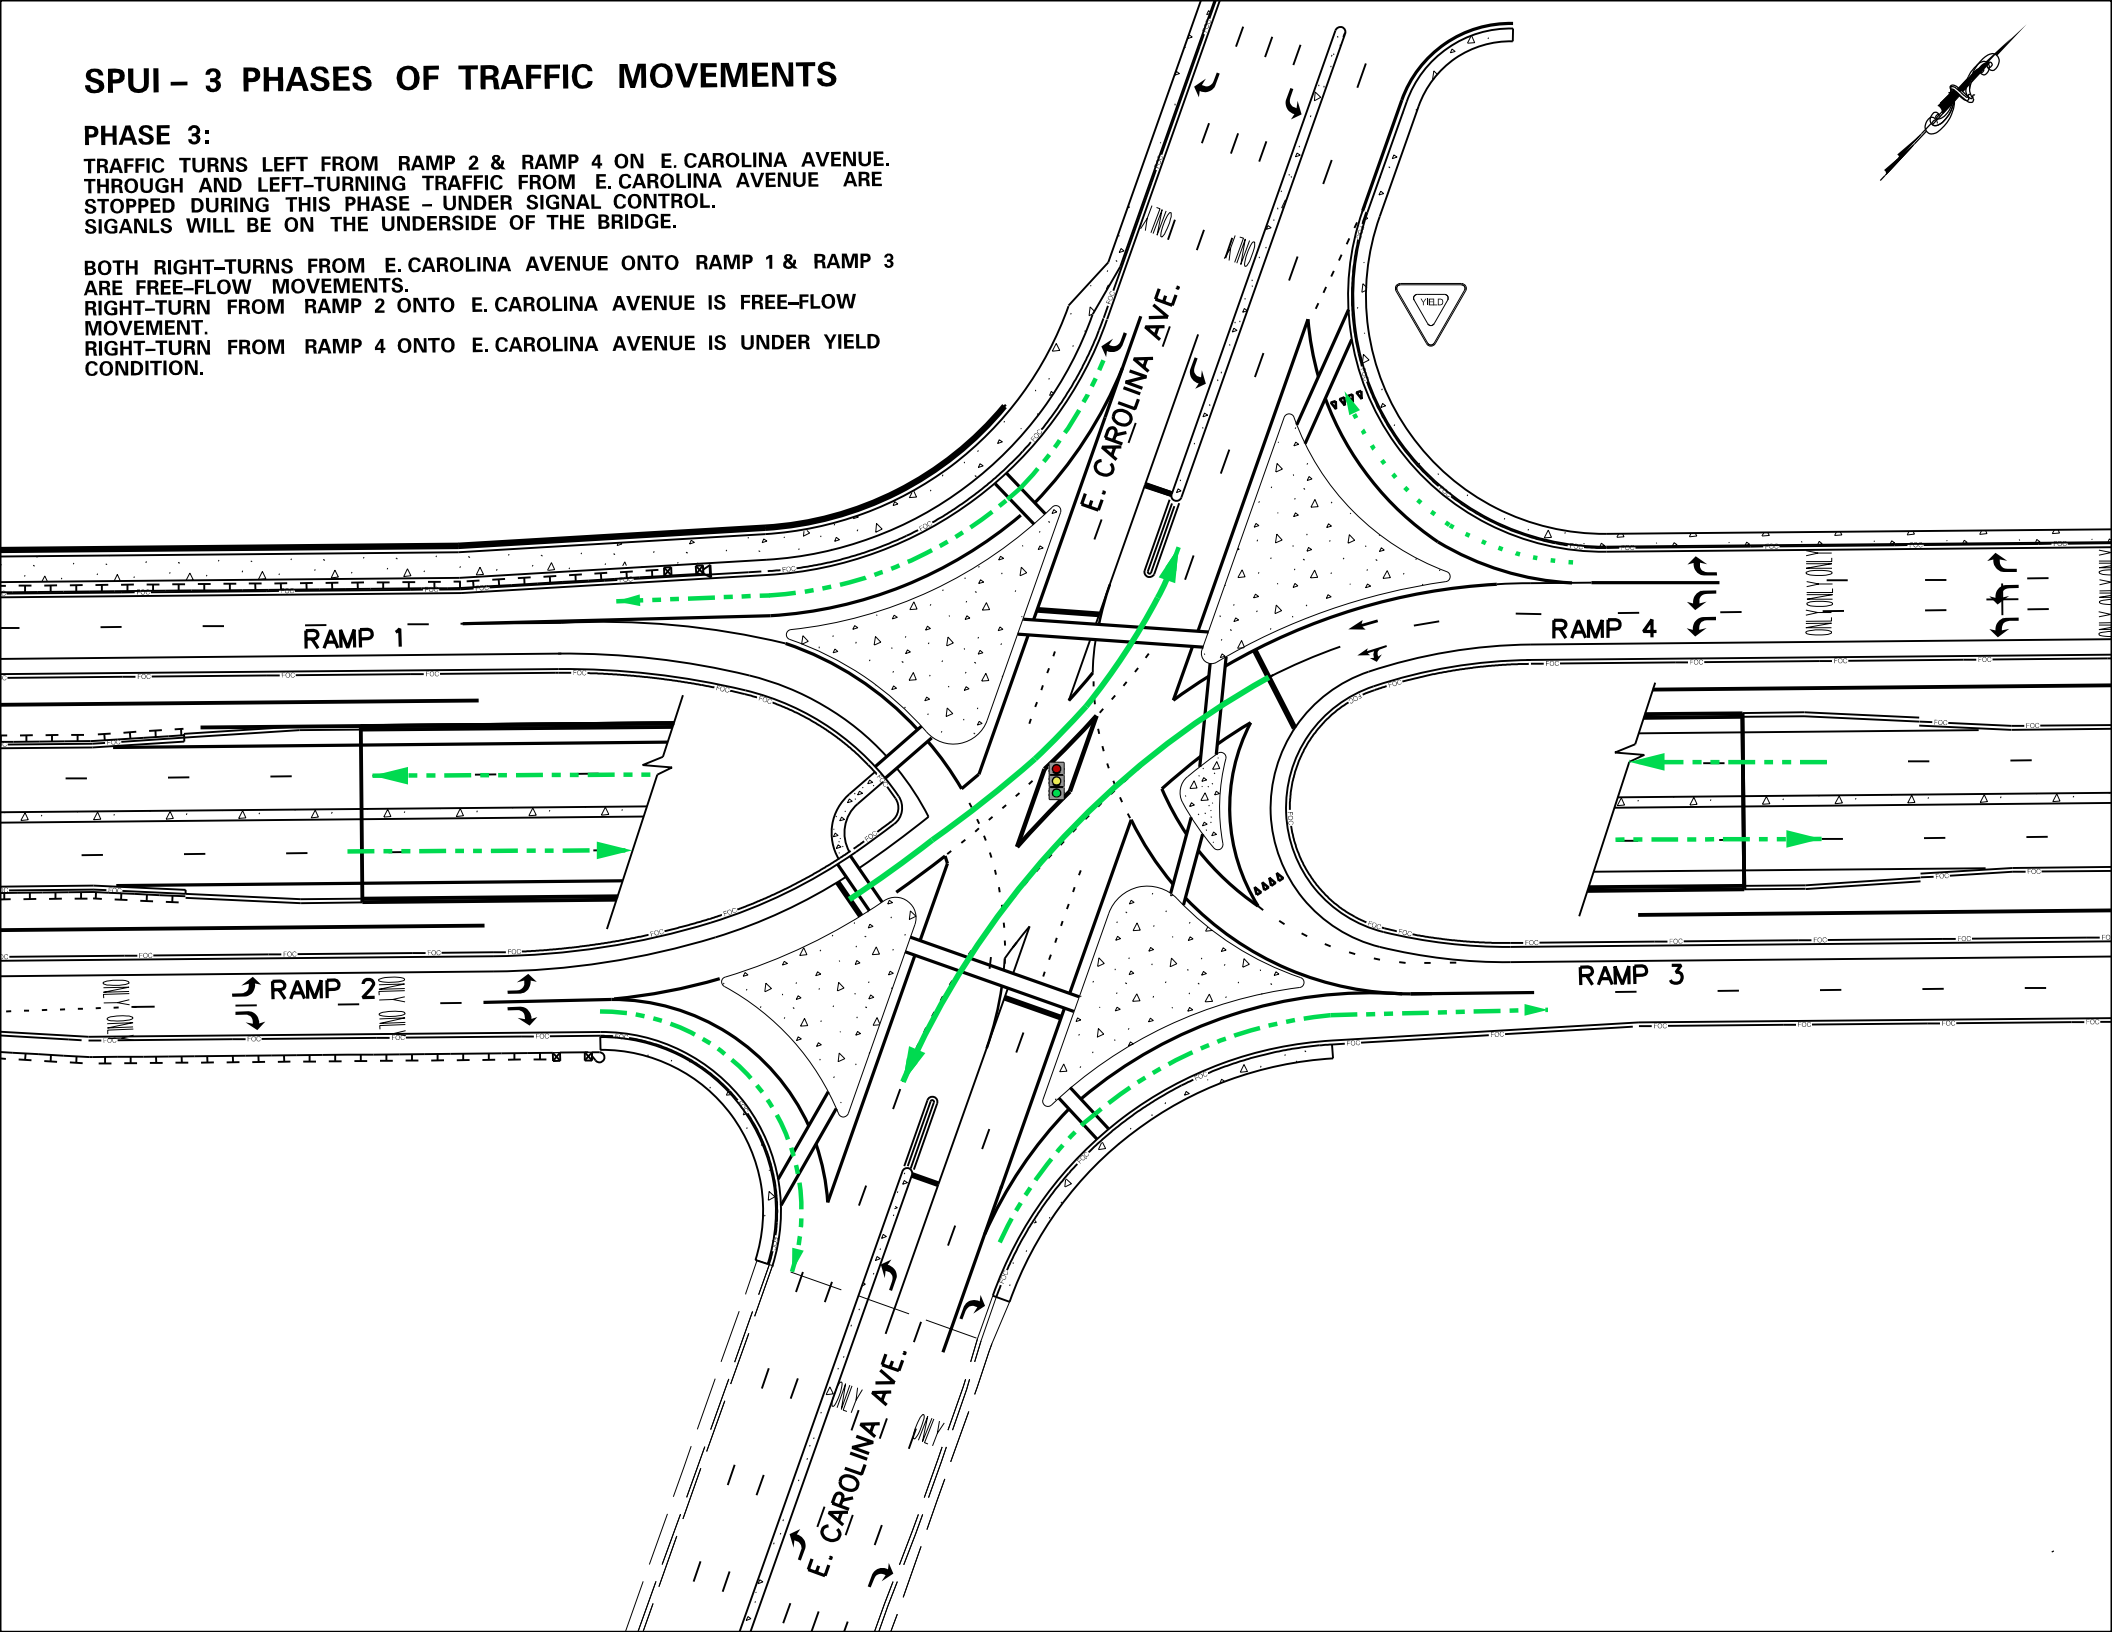 SPUI – 3 PHASES OF TRAFFIC MOVEMENTS
PHASE 3:
TRAFFIC TURNS LEFT FROM RAMP 2 & RAMP 4 ON E. CAROLINA AVENUE.
THROUGH AND LEFT–TURNING TRAFFIC FROM E. CAROLINA AVENUE ARE
STOPPED DURING THIS PHASE – UNDER SIGNAL CONTROL.
SIGANLS WILL BE ON THE UNDERSIDE OF THE BRIDGE.
BOTH RIGHT–TURNS FROM E. CAROLINA AVENUE ONTO RAMP 1 & RAMP 3
ARE FREE–FLOW MOVEMENTS.
RIGHT–TURN FROM RAMP 2 ONTO E. CAROLINA AVENUE IS FREE–FLOW
MOVEMENT.
RIGHT–TURN FROM RAMP 4 ONTO E. CAROLINA AVENUE IS UNDER YIELD
CONDITION.
ONLY
ONLY
E. CAROLINA AVE.
YIELD
RAMP 1
RAMP 4
ONLY ONLY
RAMP 2
ONLY ONLY
ONLY ONLY
RAMP 3
E. CAROLINA AVE.
ONLY
ONLY